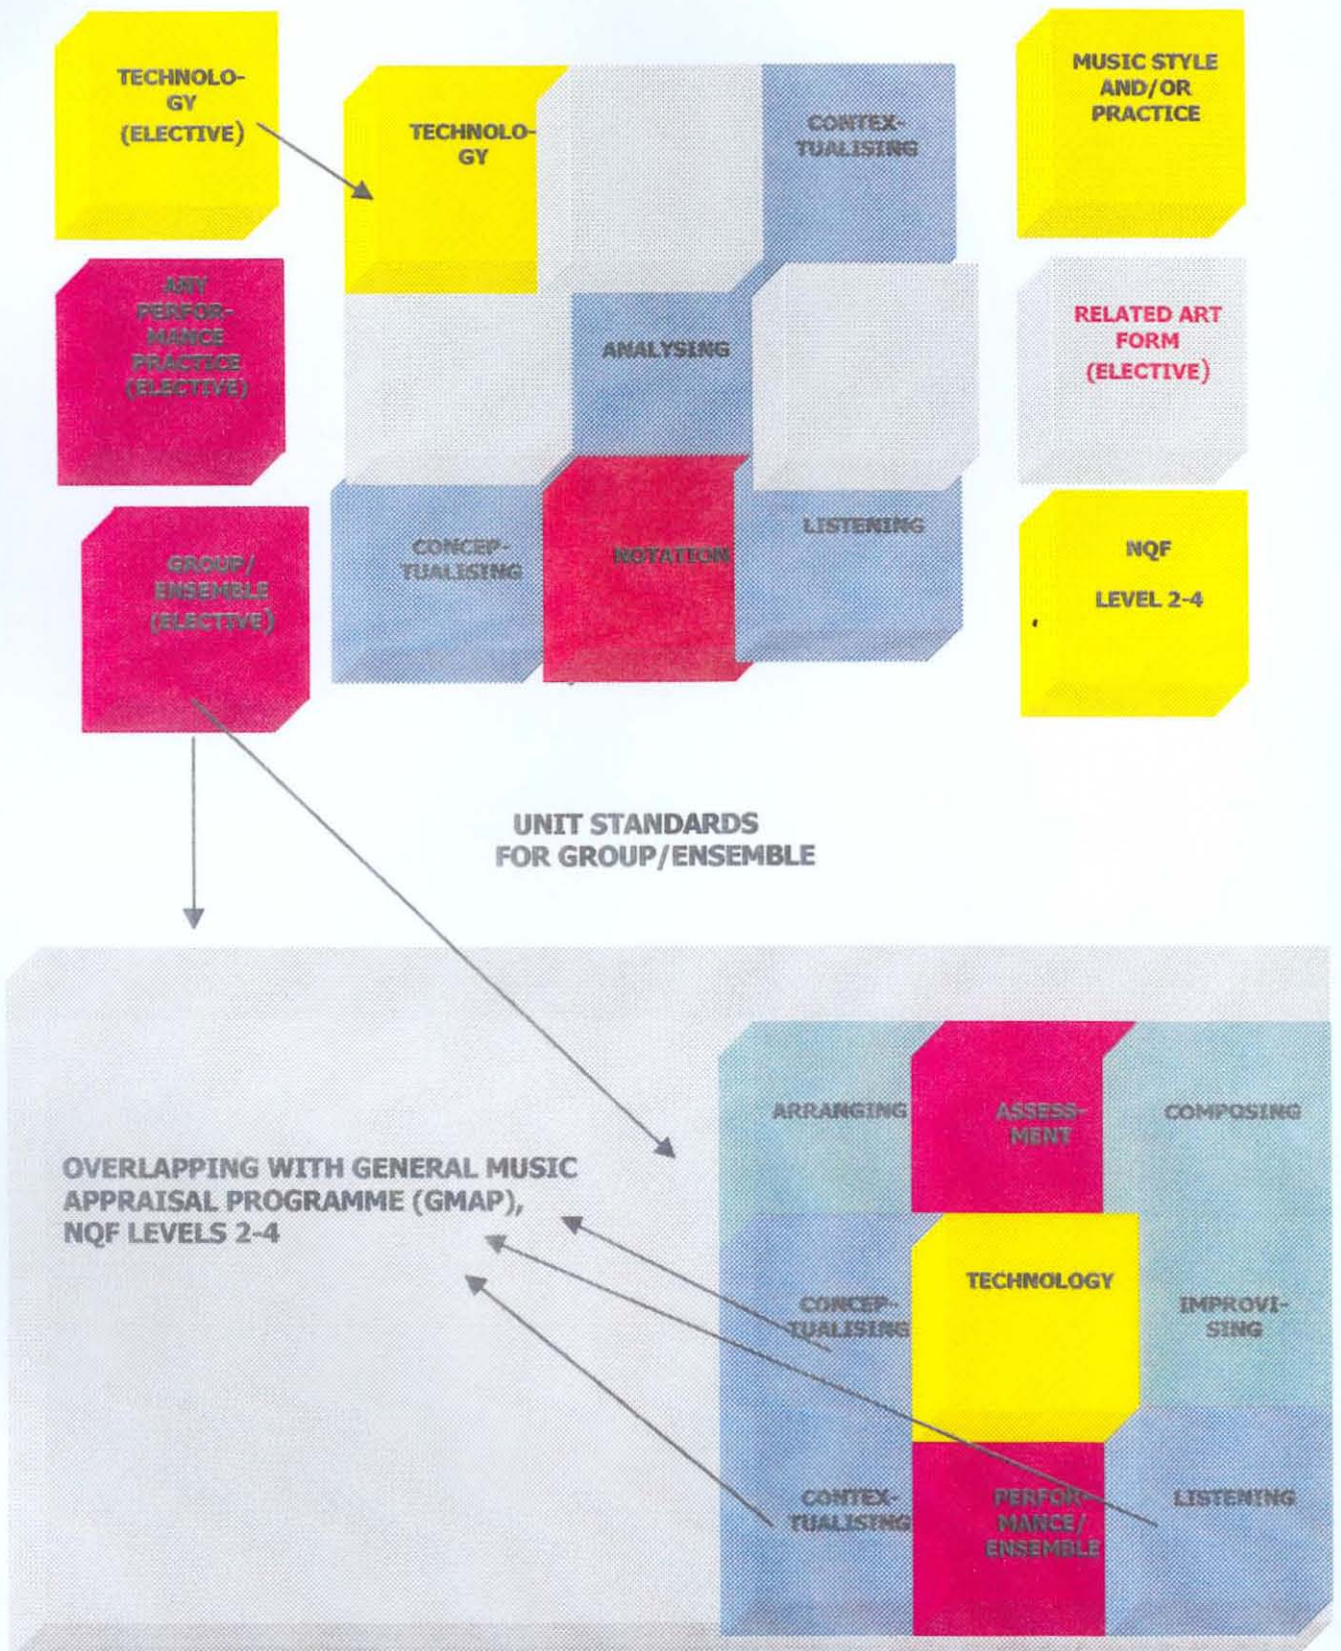 TECHNOLO-
GY
(ELECTIVE)
TECHNOLO-
GY
CONTEX-
TUALISING
MUSIC STYLE
AND/OR
PRACTICE
ANY
PERFOR-
MANCE
PRACTICE
(ELECTIVE)
ANALYSING
RELATED ART
FORM
(ELECTIVE)
GROUP/
ENSEMBLE
(ELECTIVE)
CONCEP-
TUALISING
NOTATION
LISTENING
NQF
LEVEL 2-4
UNIT STANDARDS
FOR GROUP/ENSEMBLE
OVERLAPPING WITH GENERAL MUSIC
APPRAISAL PROGRAMME (GMAP),
NQF LEVELS 2-4
ARRANGING
ASSESS-
MENT
COMPOSING
CONCEP-
TUALISING
TECHNOLOGY
IMPROVI-
SING
CONTEX-
TUALISING
PERFOR-
MANCE/
ENSEMBLE
LISTENING